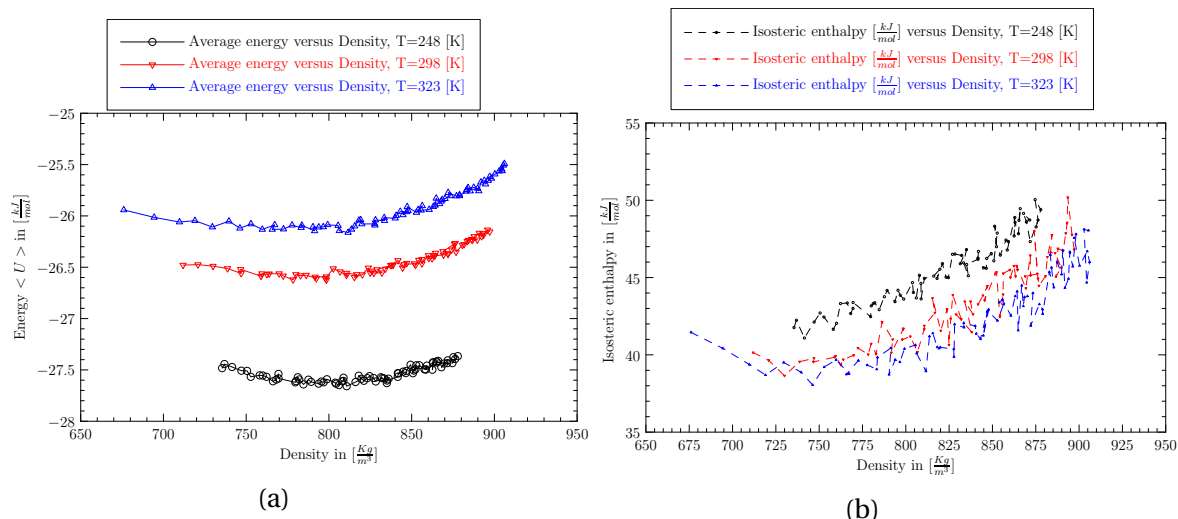 Average energy versus Density, T=248 [K]
Average energy versus Density, T=298 [K]
Average energy versus Density, T=323 [K]
−25
−25.5
−26
−26.5
−27
−27.5
−28
Energy < U > in [kJ/mol]
650 700 750 800 850 900 950
Density in [Kg/m³]
(a)
Isosteric enthalpy [kJ/mol] versus Density, T=248 [K]
Isosteric enthalpy [kJ/mol] versus Density, T=298 [K]
Isosteric enthalpy [kJ/mol] versus Density, T=323 [K]
55
50
45
40
35
Isosteric enthalpy in [kJ/mol]
650 675 700 725 750 775 800 825 850 875 900 925 950
Density in [Kg/m³]
(b)